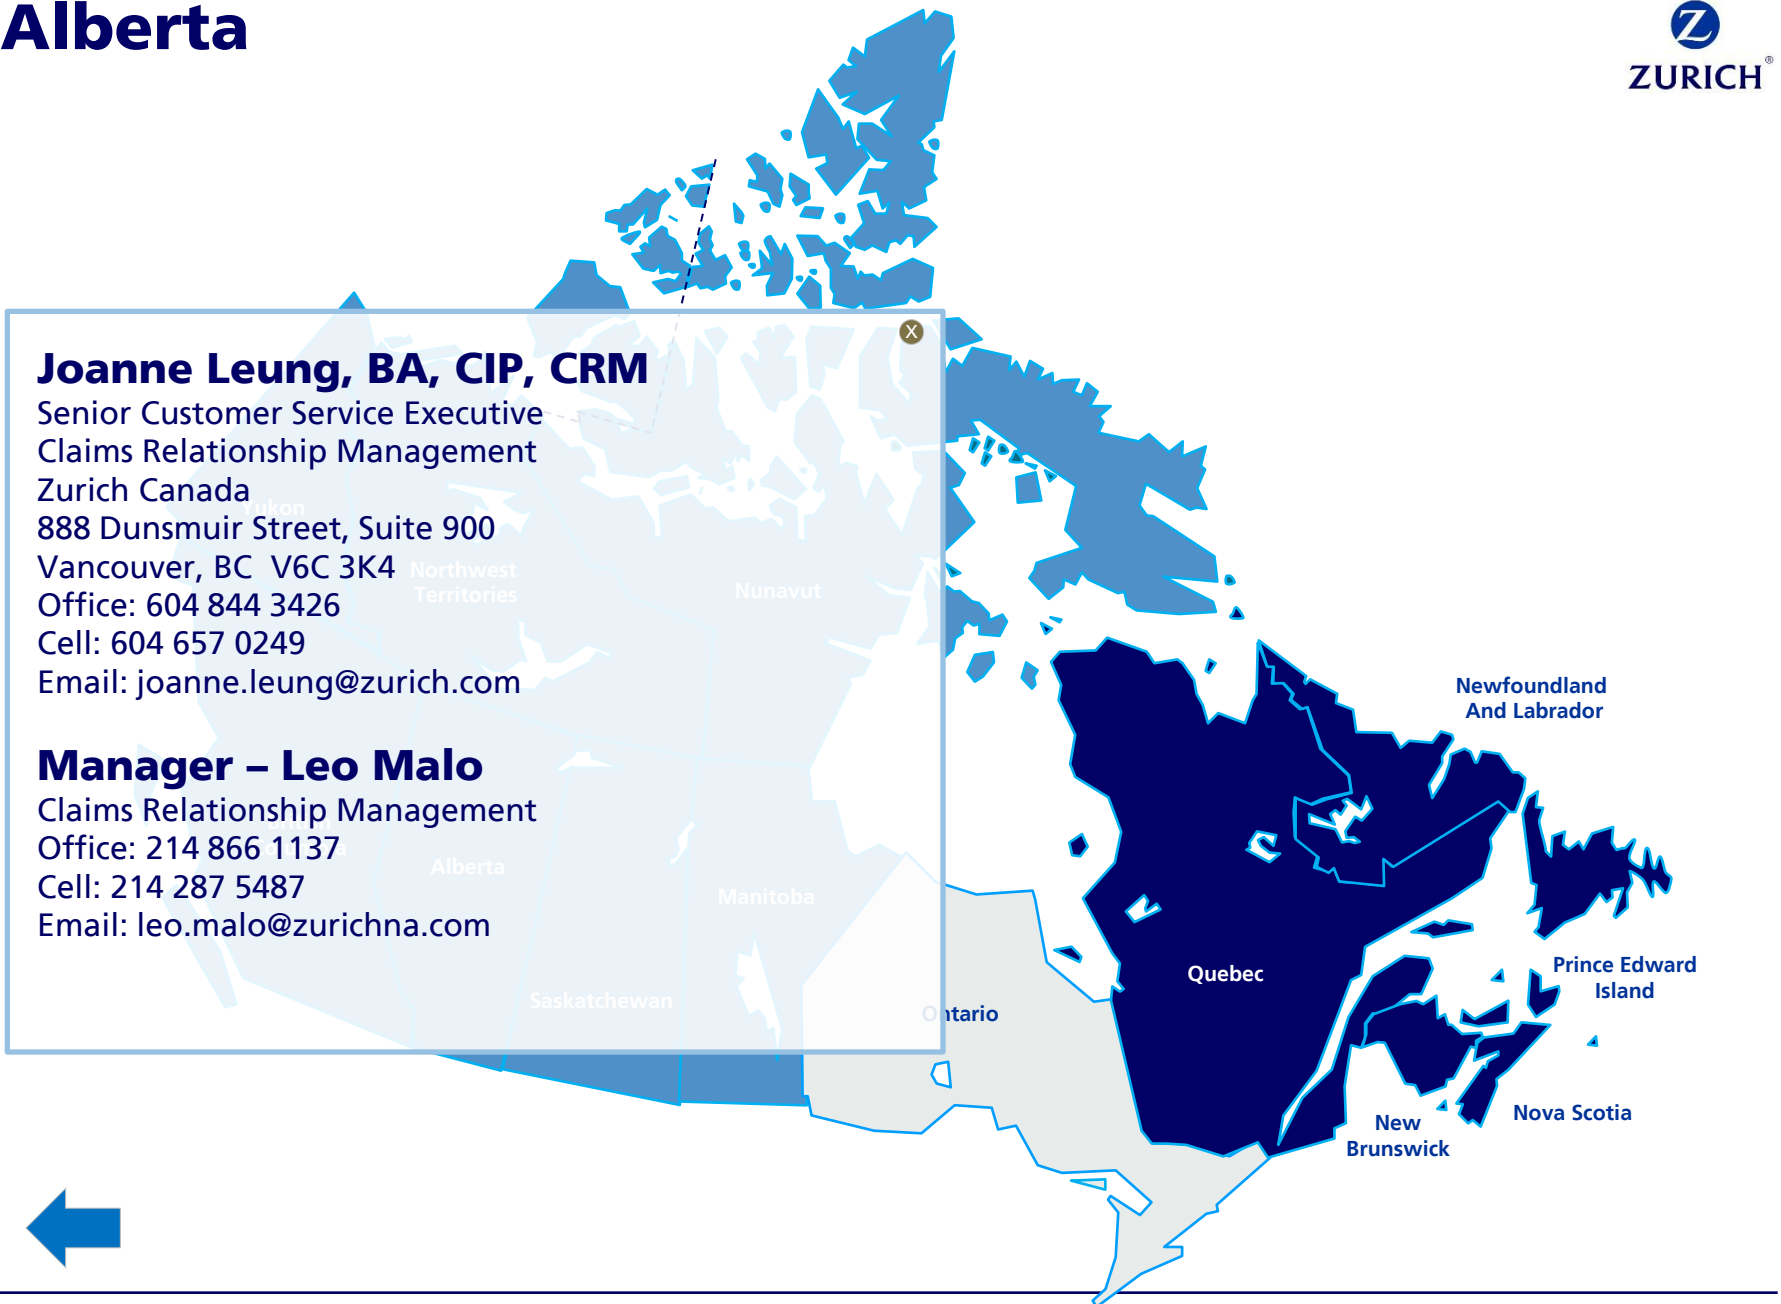 Alberta
Z
ZURICH®
X
Joanne Leung, BA, CIP, CRM
Senior Customer Service Executive
Claims Relationship Management
Zurich Canada
888 Dunsmuir Street, Suite 900
Vancouver, BC  V6C 3K4
Office: 604 844 3426
Cell: 604 657 0249
Email: joanne.leung@zurich.com
Manager – Leo Malo
Claims Relationship Management
Office: 214 866 1137
Cell: 214 287 5487
Email: leo.malo@zurichna.com
Yukon
Northwest
Territories
Nunavut
Alberta
Manitoba
Saskatchewan
Ontario
Quebec
Newfoundland
And Labrador
Prince Edward
Island
Nova Scotia
New
Brunswick